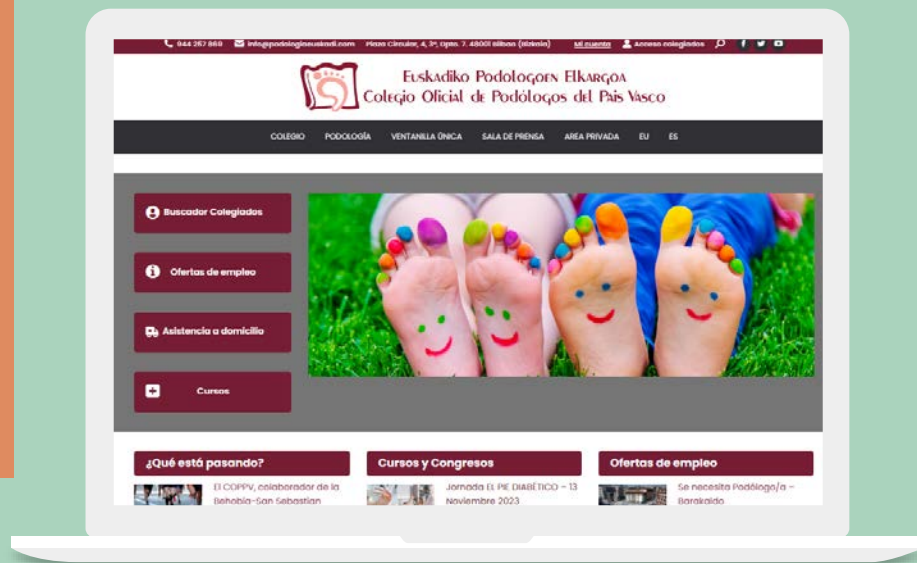 944 257 869 info@podologiaeuskadi.com Plaza Circular, 4, 3º, Dpto. 7. 48001 Bilbao (Bizkaia) Mi cuenta Acceso colegiados
Euskadiko Podologoen Elkargoa
Colegio Oficial de Podólogos del País Vasco
COLEGIO PODOLOGÍA VENTANILLA ÚNICA SALA DE PRENSA AREA PRIVADA EU ES
Buscador Colegiados
Ofertas de empleo
Asistencia a domicilio
Cursos
¿Qué está pasando? Cursos y Congresos Ofertas de empleo
El COPPV, colaborador de la Jornada EL PIE DIABÉTICO – 13 Se necesita Podólogo/a –
Behobia-San Sebastian Noviembre 2023 Barakaldo